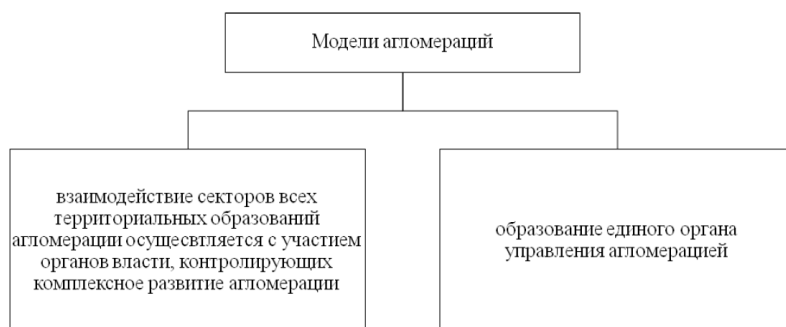 Модели агломераций
взаимодействие секторов всех
территориальных образований
агломерации осущесвтляется с участием
органов власти, контролирующих
комплексное развитие агломерации
образование единого органа
управления агломерацией